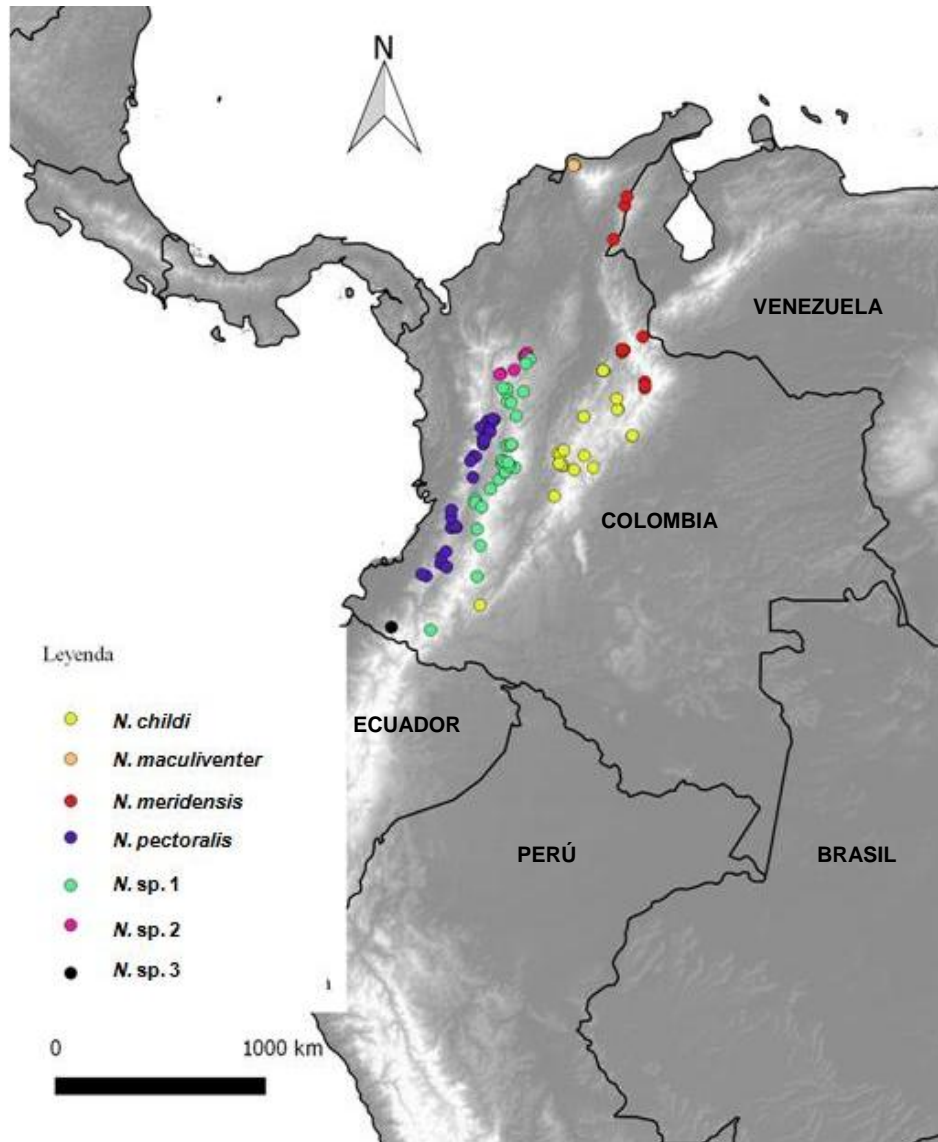 N
VENEZUELA
COLOMBIA
Leyenda
N. childi
ECUADOR
N. maculiventer
N. meridensis
N. pectoralis
PERÚ
BRASIL
N. sp. 1
N. sp. 2
N. sp. 3
0 1000 km